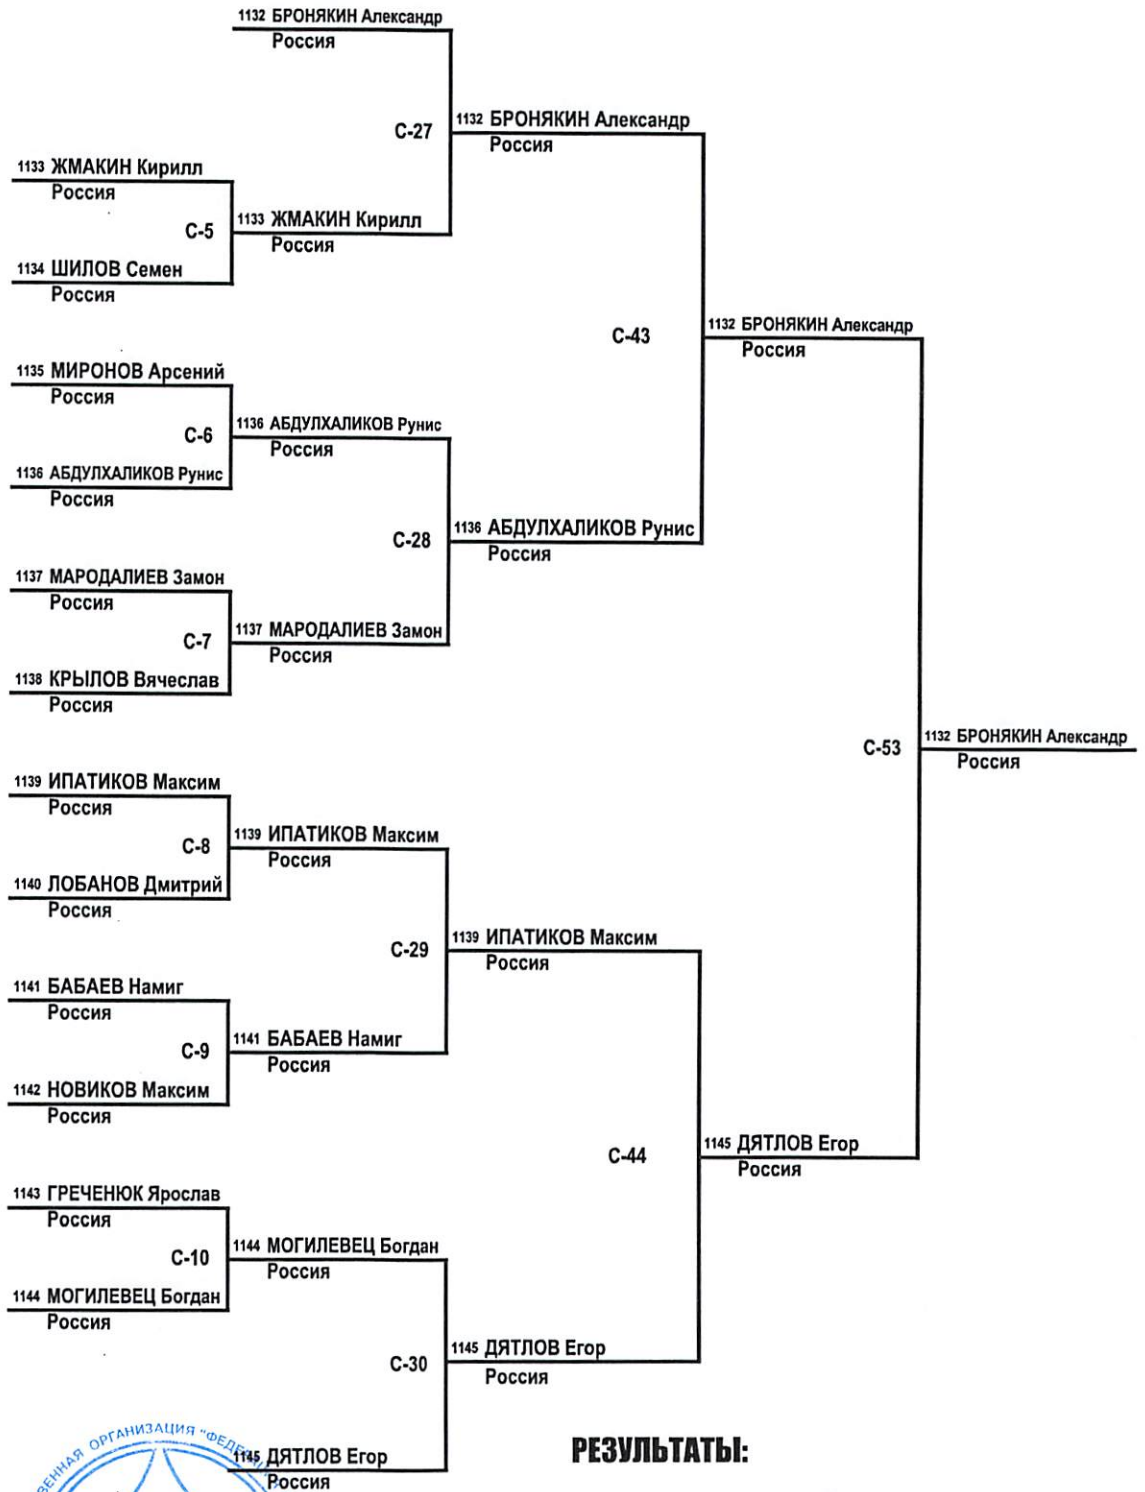 1132 БРОНЯКИН Александр
Россия
С-27
1132 БРОНЯКИН Александр
Россия
1133 ЖМАКИН Кирилл
Россия
С-5
1133 ЖМАКИН Кирилл
Россия
1134 ШИЛОВ Семен
Россия
С-43
1132 БРОНЯКИН Александр
Россия
1135 МИРОНОВ Арсений
Россия
С-6
1136 АБДУЛХАЛИКОВ Рунис
Россия
1136 АБДУЛХАЛИКОВ Рунис
Россия
С-28
1136 АБДУЛХАЛИКОВ Рунис
Россия
1137 МАРОДАЛИЕВ Замон
Россия
С-7
1137 МАРОДАЛИЕВ Замон
Россия
1138 КРЫЛОВ Вячеслав
Россия
С-53
1132 БРОНЯКИН Александр
Россия
1139 ИПАТИКОВ Максим
Россия
С-8
1139 ИПАТИКОВ Максим
Россия
1140 ЛОБАНОВ Дмитрий
Россия
С-29
1139 ИПАТИКОВ Максим
Россия
1141 БАБАЕВ Намиг
Россия
С-9
1141 БАБАЕВ Намиг
Россия
1142 НОВИКОВ Максим
Россия
С-44
1145 ДЯТЛОВ Егор
Россия
1143 ГРЕЧЕНЮК Ярослав
Россия
С-10
1144 МОГИЛЕВЕЦ Богдан
Россия
1144 МОГИЛЕВЕЦ Богдан
Россия
С-30
1145 ДЯТЛОВ Егор
Россия
ОРГАНИЗАЦИЯ
1145 ДЯТЛОВ Егор
Россия
РЕЗУЛЬТАТЫ: